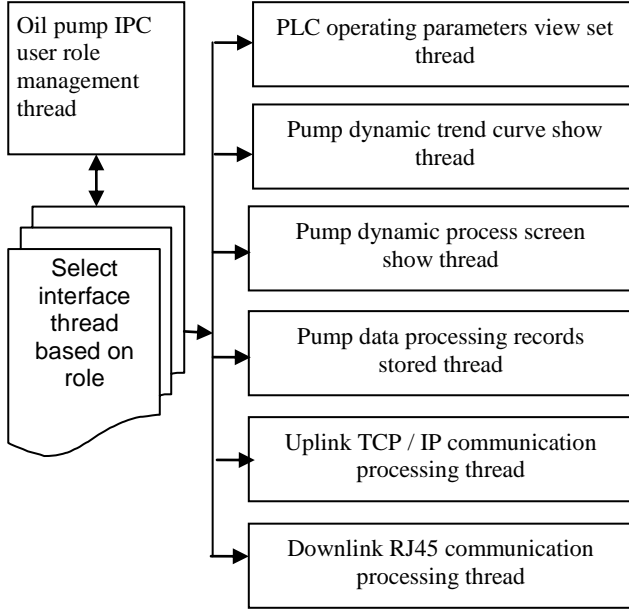 Oil pump IPC
user role
management
thread
Select
interface
thread
based on
role
PLC operating parameters view set
thread
Pump dynamic trend curve show
thread
Pump dynamic process screen
show thread
Pump data processing records
stored thread
Uplink TCP / IP communication
processing thread
Downlink RJ45 communication
processing thread